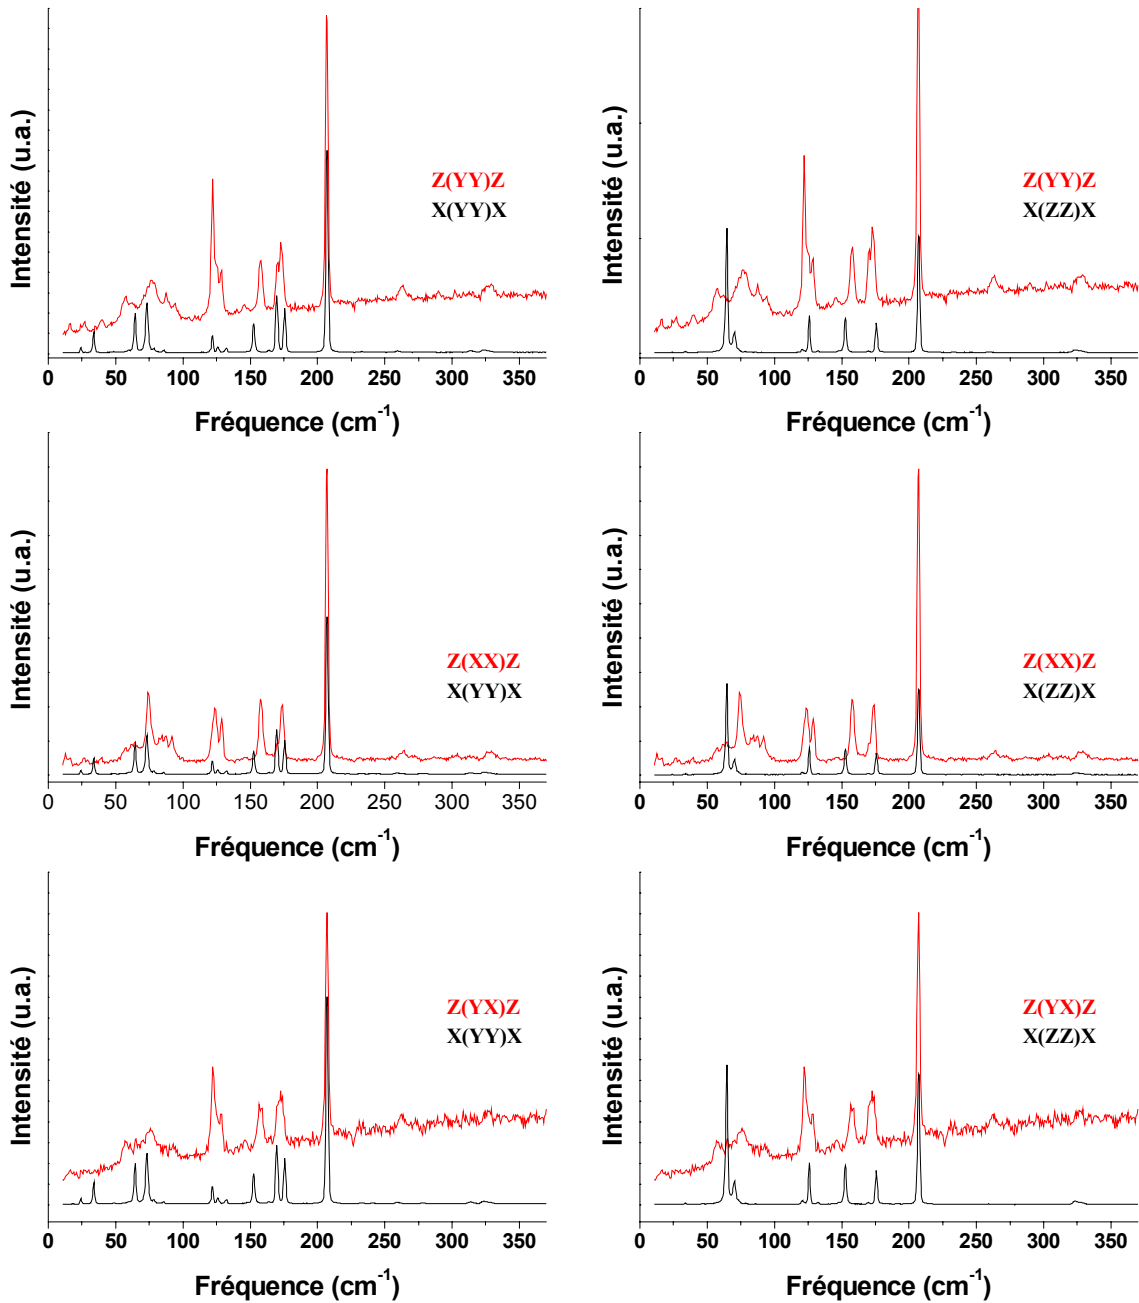 Intensité (u.a.)
Z(YY)Z
X(YY)X
0 50 100 150 200 250 300 350
Fréquence (cm-1)
Intensité (u.a.)
Z(YY)Z
X(ZZ)X
0 50 100 150 200 250 300 350
Fréquence (cm-1)
Intensité (u.a.)
Z(XX)Z
X(YY)X
0 50 100 150 200 250 300 350
Fréquence (cm-1)
Intensité (u.a.)
Z(XX)Z
X(ZZ)X
0 50 100 150 200 250 300 350
Fréquence (cm-1)
Intensité (u.a.)
Z(YX)Z
X(YY)X
0 50 100 150 200 250 300 350
Fréquence (cm-1)
Intensité (u.a.)
Z(YX)Z
X(ZZ)X
0 50 100 150 200 250 300 350
Fréquence (cm-1)